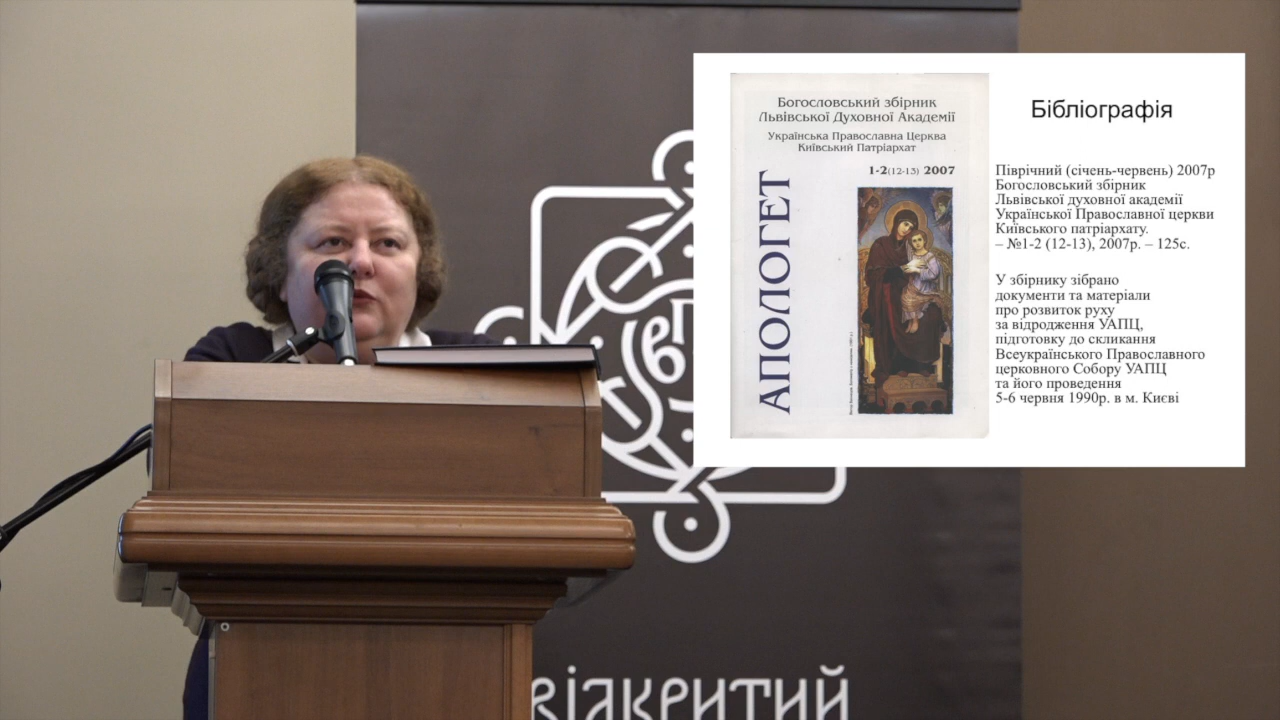 Богословський збірник
Львівської Духовної Академії
Українська Православна Церква
Київський Патріархат
1-2(12-13) 2007
АПОЛОГЕТ
Бібліографія
Піврічний (січень-червень) 2007р
Богословський збірник
Львівської духовної академії
Української Православної церкви
Київського патріархату.
– №1-2 (12-13), 2007р. – 125с.
У збірнику зібрано
документи та матеріали
про розвиток руху
за відродження УАПЦ,
підготовку до скликання
Всеукраїнського Православного
церковного Собору УАПЦ
та його проведення
5-6 червня 1990р. в м. Києві
відкритий